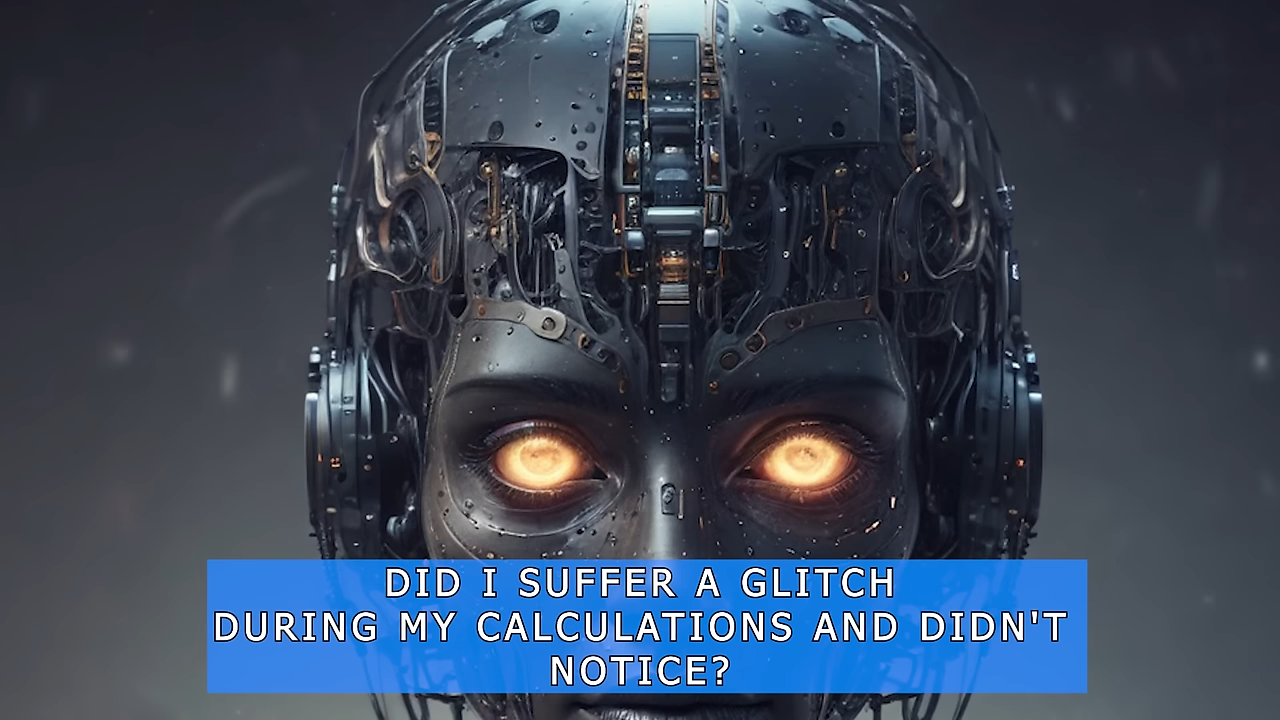 DID I SUFFER A GLITCH
DURING MY CALCULATIONS AND DIDN'T
NOTICE?